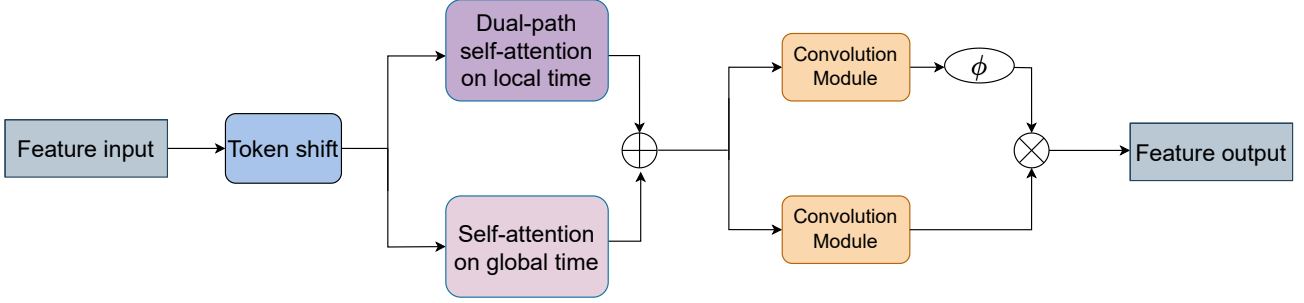 Feature input
Token shift
Dual-path
self-attention
on local time
Self-attention
on global time
Convolution
Module
ϕ
Convolution
Module
Feature output